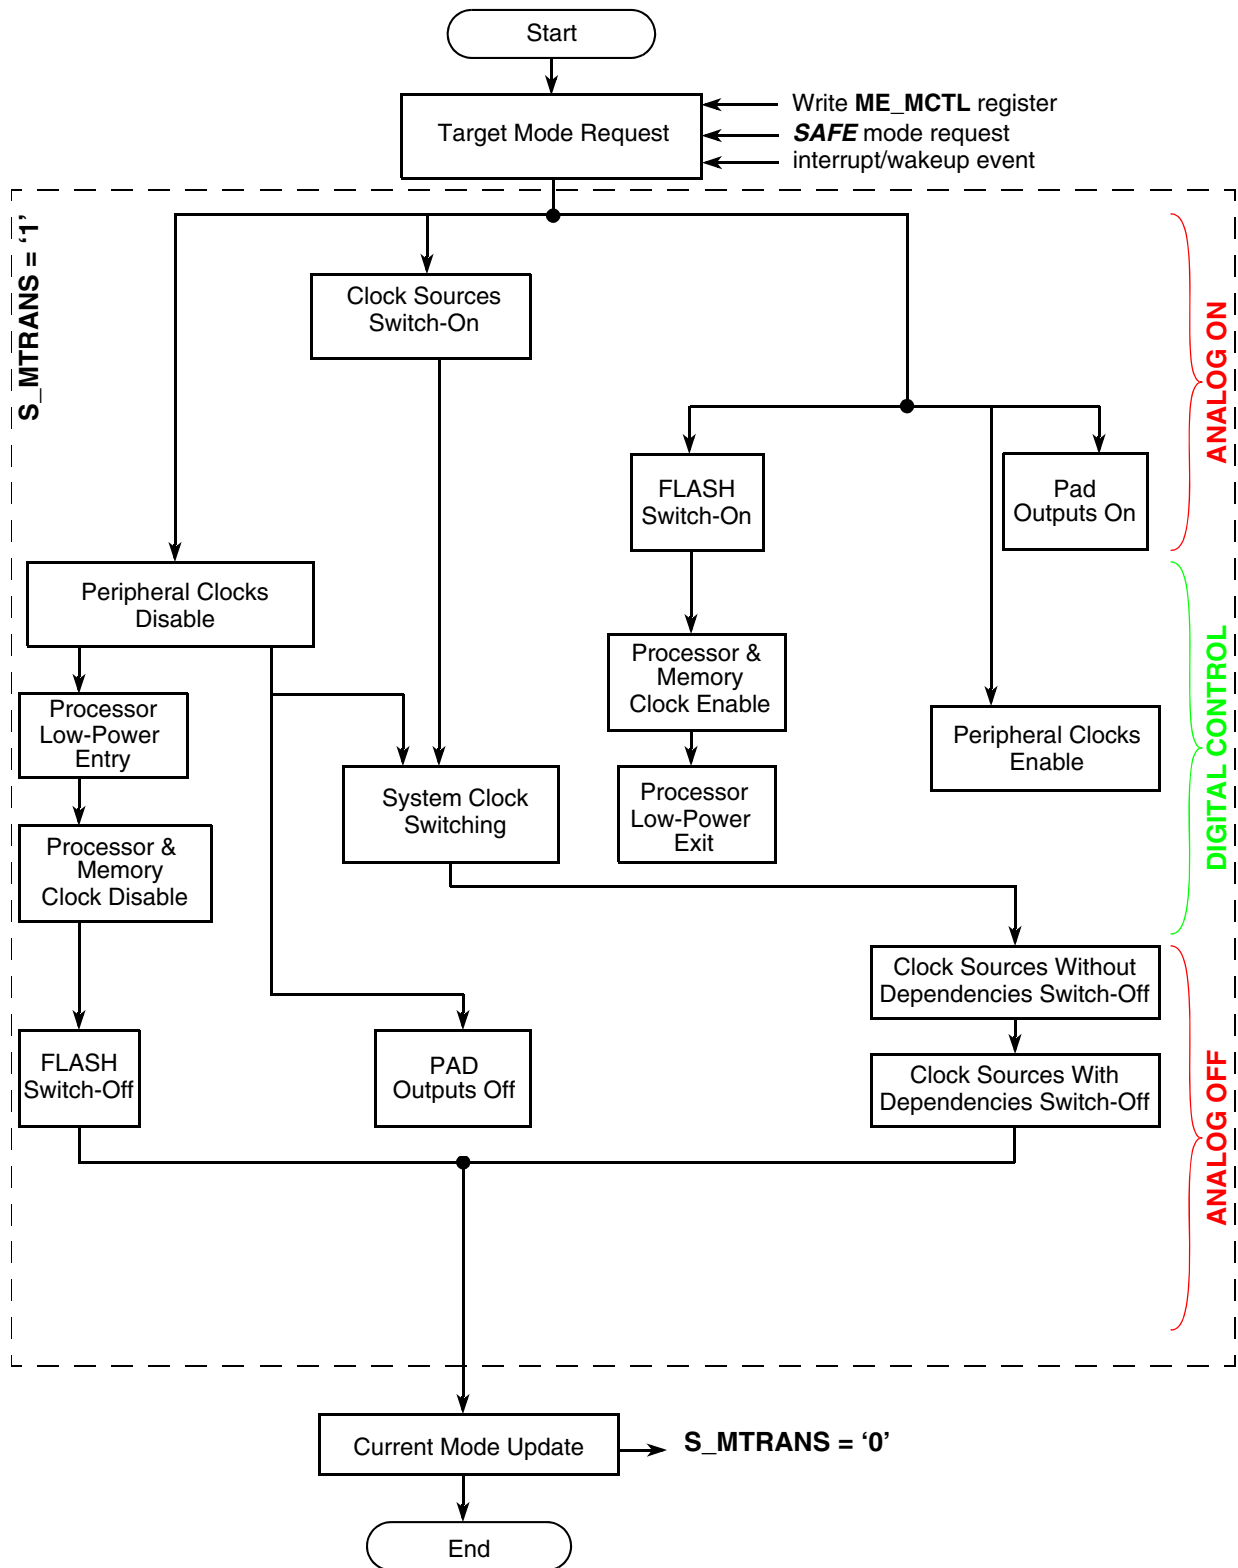 Start
Target Mode Request
Write ME_MCTL register
SAFE mode request
interrupt/wakeup event
S_MTRANS = ‘1’
ANALOG ON
Clock Sources
Switch-On
FLASH
Switch-On
Pad
Outputs On
Peripheral Clocks
Disable
DIGITAL CONTROL
Processor &
Memory
Clock Enable
Processor
Low-Power
Entry
Peripheral Clocks
Enable
System Clock
Switching
Processor
Low-Power
Exit
Processor &
Memory
Clock Disable
Clock Sources Without
Dependencies Switch-Off
ANALOG OFF
FLASH
Switch-Off
PAD
Outputs Off
Clock Sources With
Dependencies Switch-Off
Current Mode Update
S_MTRANS = ‘0’
End